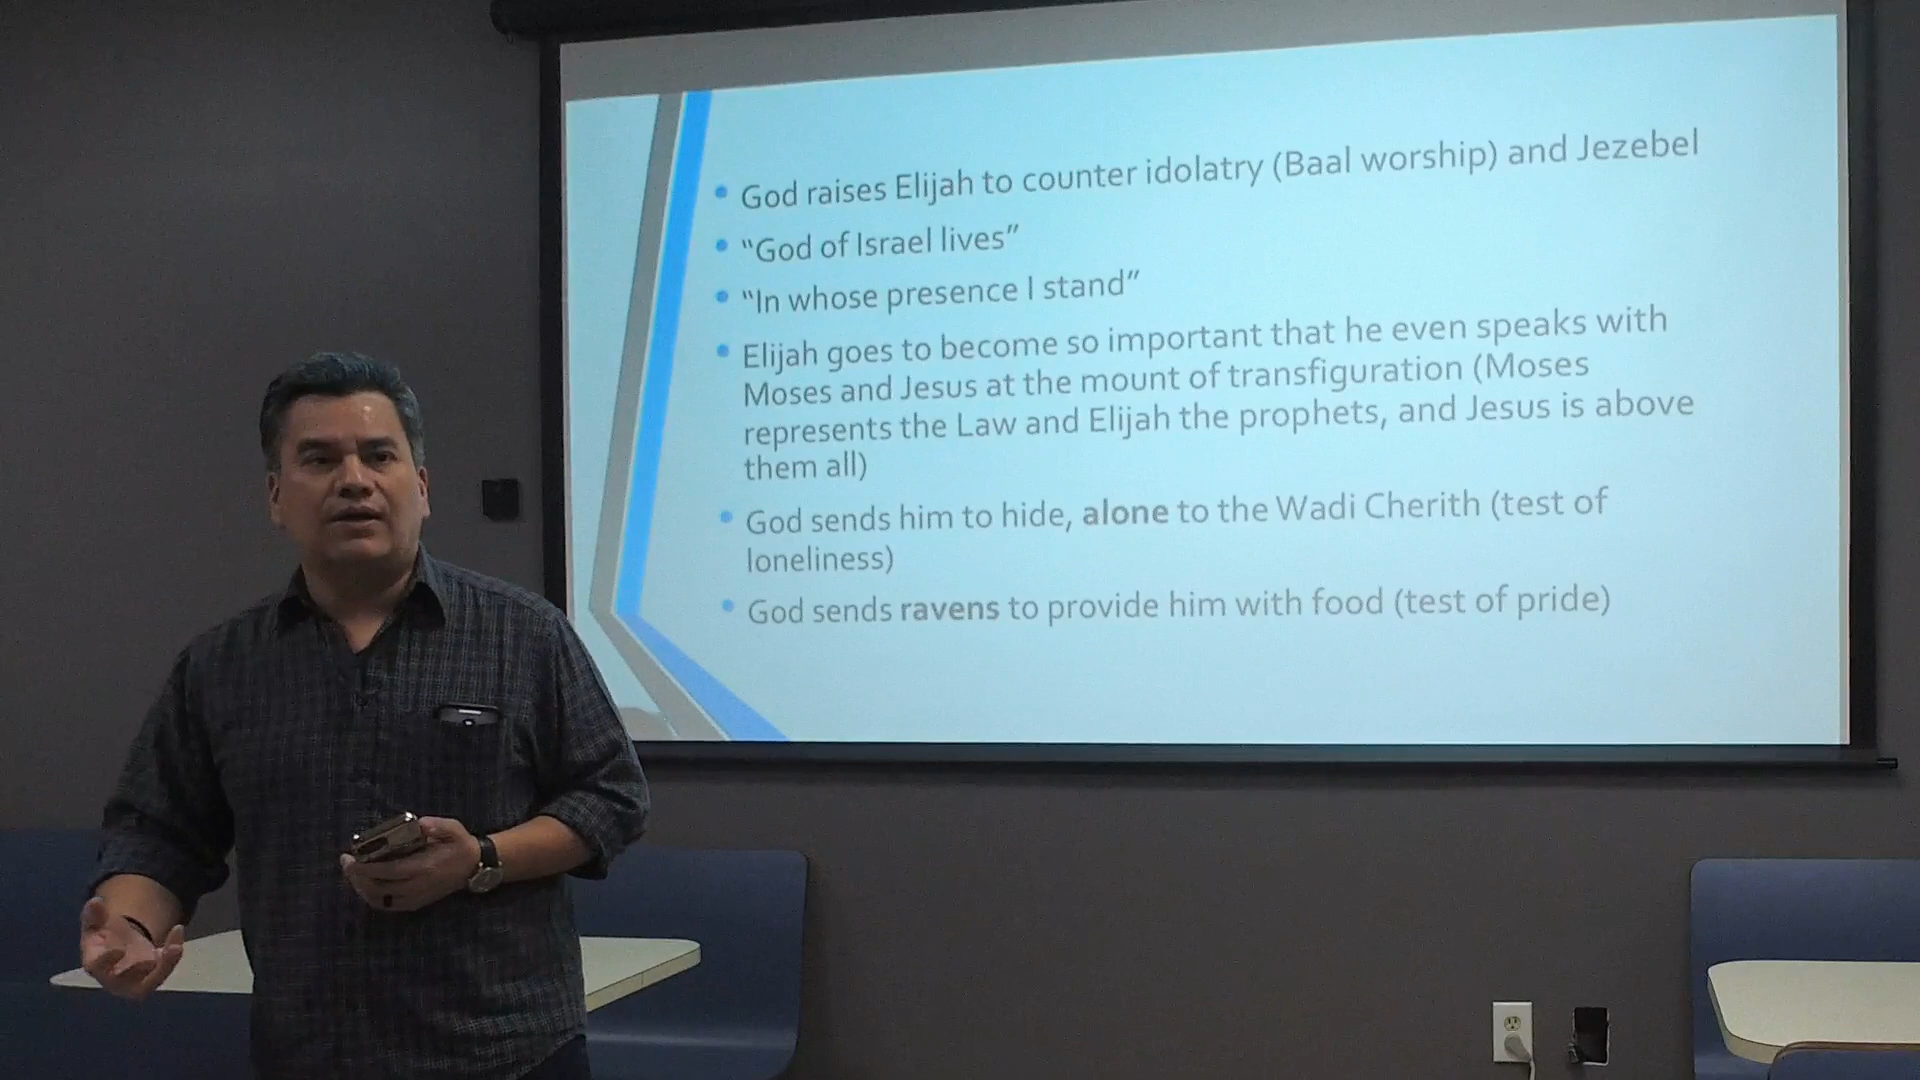 • God raises Elijah to counter idolatry (Baal worship) and Jezebel
• “God of Israel lives”
• “In whose presence I stand”
• Elijah goes to become so important that he even speaks with
Moses and Jesus at the mount of transfiguration (Moses
represents the Law and Elijah the prophets, and Jesus is above
them all)
• God sends him to hide, alone to the Wadi Cherith (test of
loneliness)
• God sends ravens to provide him with food (test of pride)